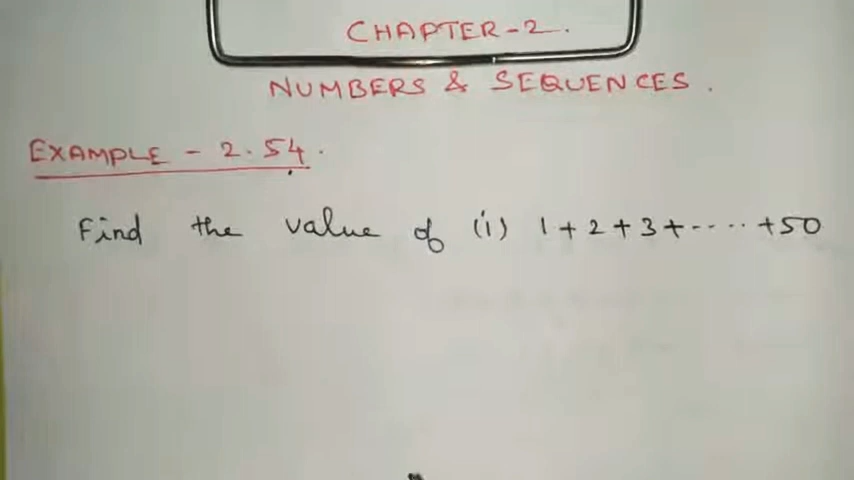 CHAPTER-2.
NUMBERS & SEQUENCES.
EXAMPLE - 2.54.
Find the value of (i) 1+2+3+.....+50